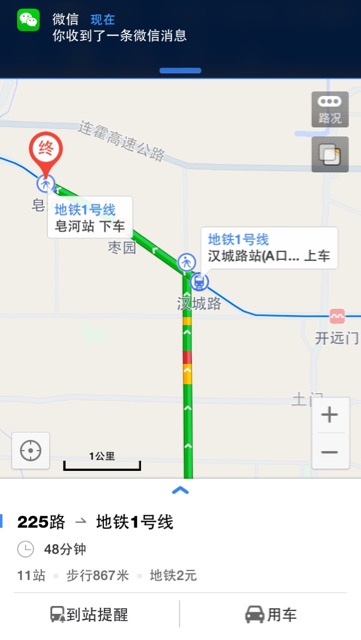 微信 现在
你收到了一条微信消息
路况
连霍高速公路
终
地铁1号线
皂河站 下车
皂
枣园
地铁1号线
汉城路站(A口... 上车
汉城路
开远门
土门
1公里
225路 → 地铁1号线
48分钟
11站 • 步行867米 • 地铁2元
到站提醒
用车